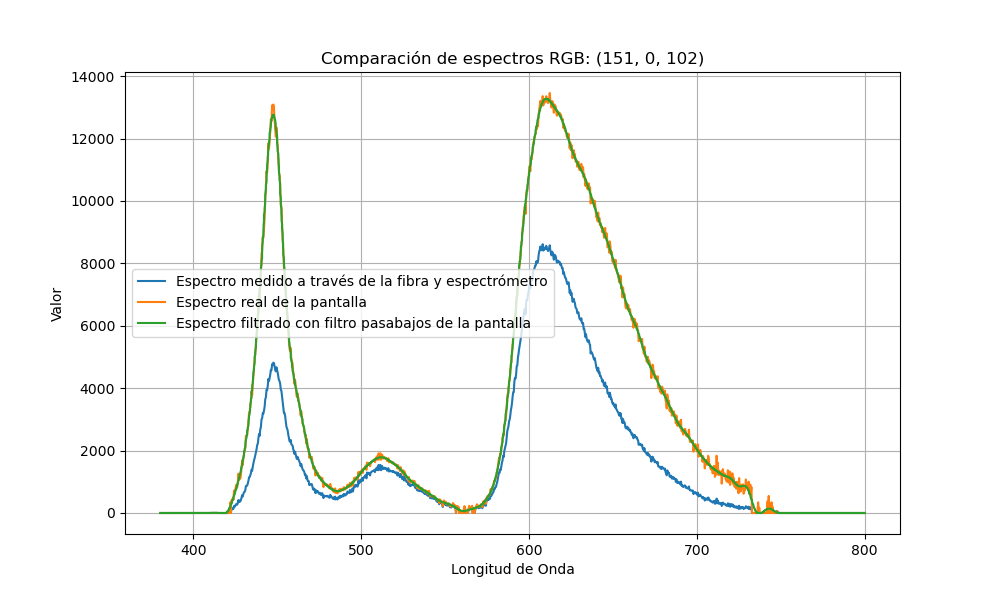 Comparación de espectros RGB: (151, 0, 102)
14000
12000
10000
8000
6000
4000
2000
0
Valor
Espectro medido a través de la fibra y espectrómetro
Espectro real de la pantalla
Espectro filtrado con filtro pasabajos de la pantalla
400 500 600 700 800
Longitud de Onda